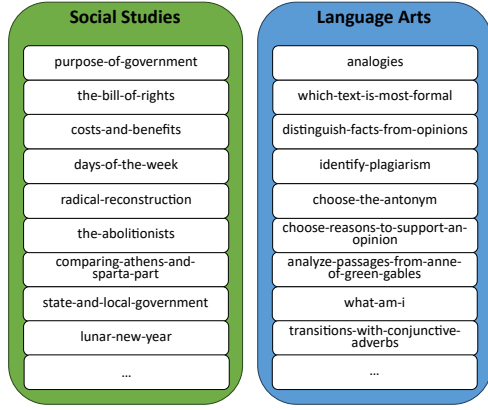 Social Studies
purpose-of-government
the-bill-of-rights
costs-and-benefits
days-of-the-week
radical-reconstruction
the-abolitionists
comparing-athens-and-
sparta-part
state-and-local-government
lunar-new-year
...
Language Arts
analogies
which-text-is-most-formal
distinguish-facts-from-opinions
identify-plagiarism
choose-the-antonym
choose-reasons-to-support-an-
opinion
analyze-passages-from-anne-
of-green-gables
what-am-i
transitions-with-conjunctive-
adverbs
...